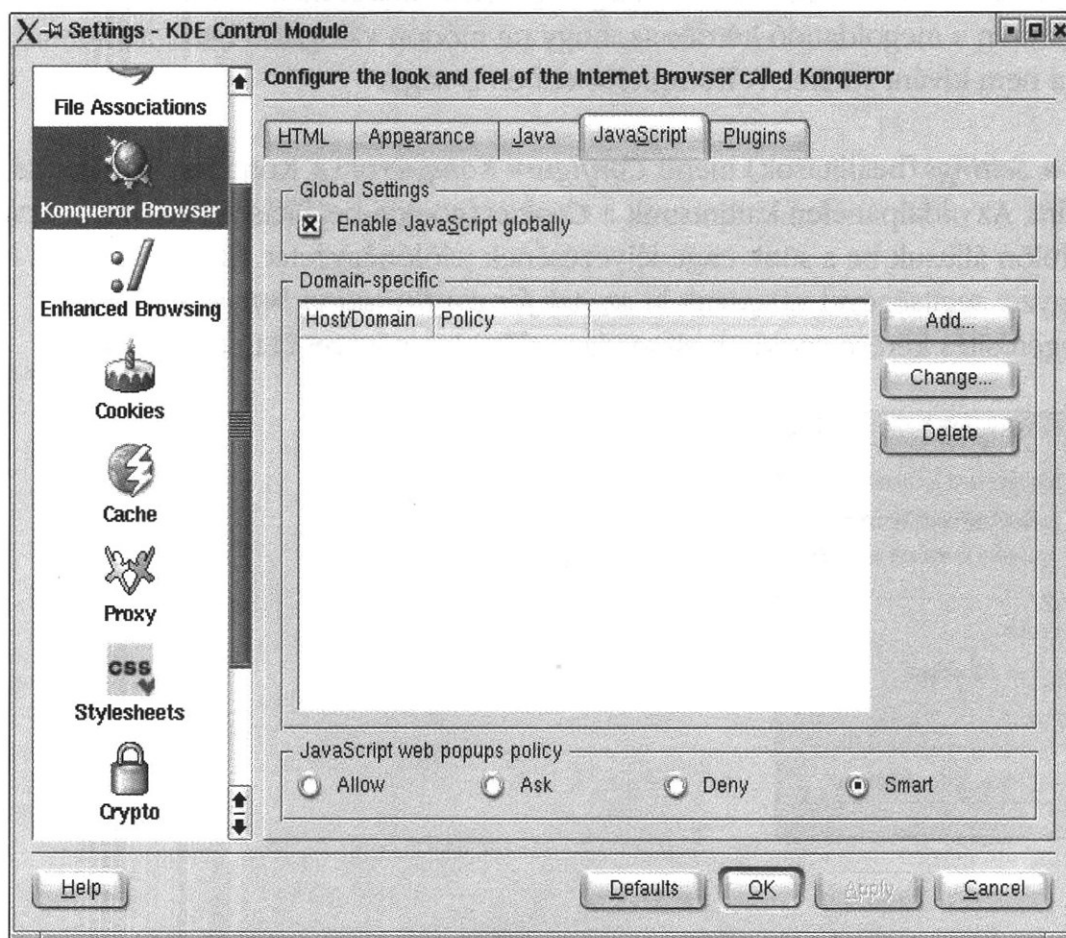 Settings - KDE Control Module
File Associations
Konqueror Browser
Enhanced Browsing
Cookies
Cache
Proxy
css
Stylesheets
Crypto
Configure the look and feel of the Internet Browser called Konqueror
HTML Appearance Java JavaScript Plugins
Global Settings
Enable JavaScript globally
Domain-specific
Host/Domain Policy
Add...
Change...
Delete
JavaScript web popups policy
Allow Ask Deny Smart
Help Defaults OK Apply Cancel